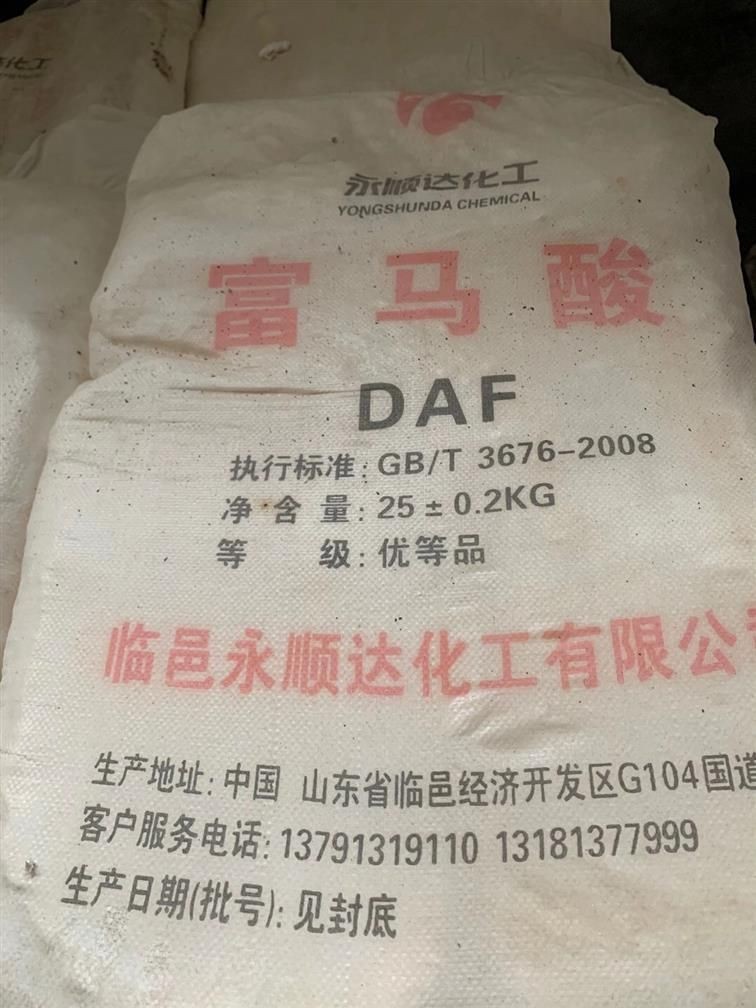 永顺达化工
YONGSHUNDA CHEMICAL
富马酸
DAF
执行标准:GB/T 3676-2008
净含量:25±0.2KG
等级:优等品
临邑永顺达化工有限公
生产地址:中国 山东省临邑经济开发区G104国道
客户服务电话:13791319110 13181377999
生产日期(批号):见封底